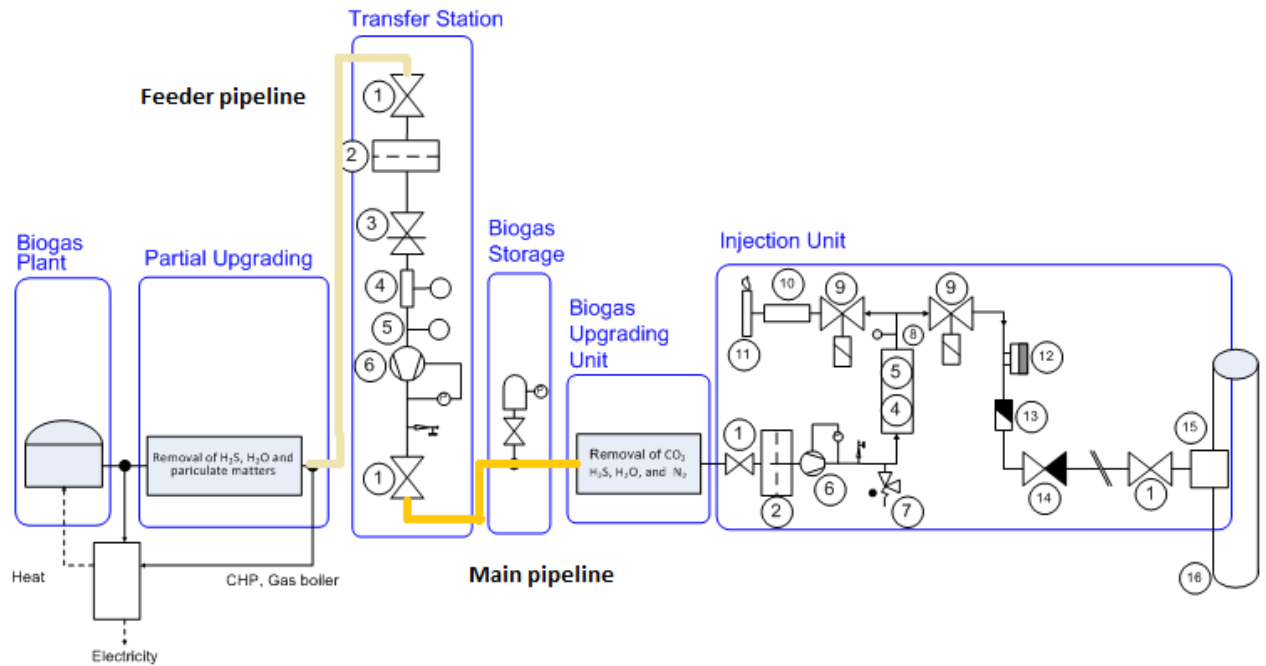 Transfer Station
Feeder pipeline
1
2
3
4
5
6
1
Biogas
Plant
Heat
Electricity
Partial Upgrading
Removal of H₂S, H₂O and
pariculate matters
CHP, Gas boiler
Main pipeline
Biogas
Storage
P
Biogas
Upgrading
Unit
Removal of CO₂
H₂S, H₂O, and N₂
Injection Unit
10
9
9
11
8
12
5
4
13
1
2
6
7
14
1
15
16